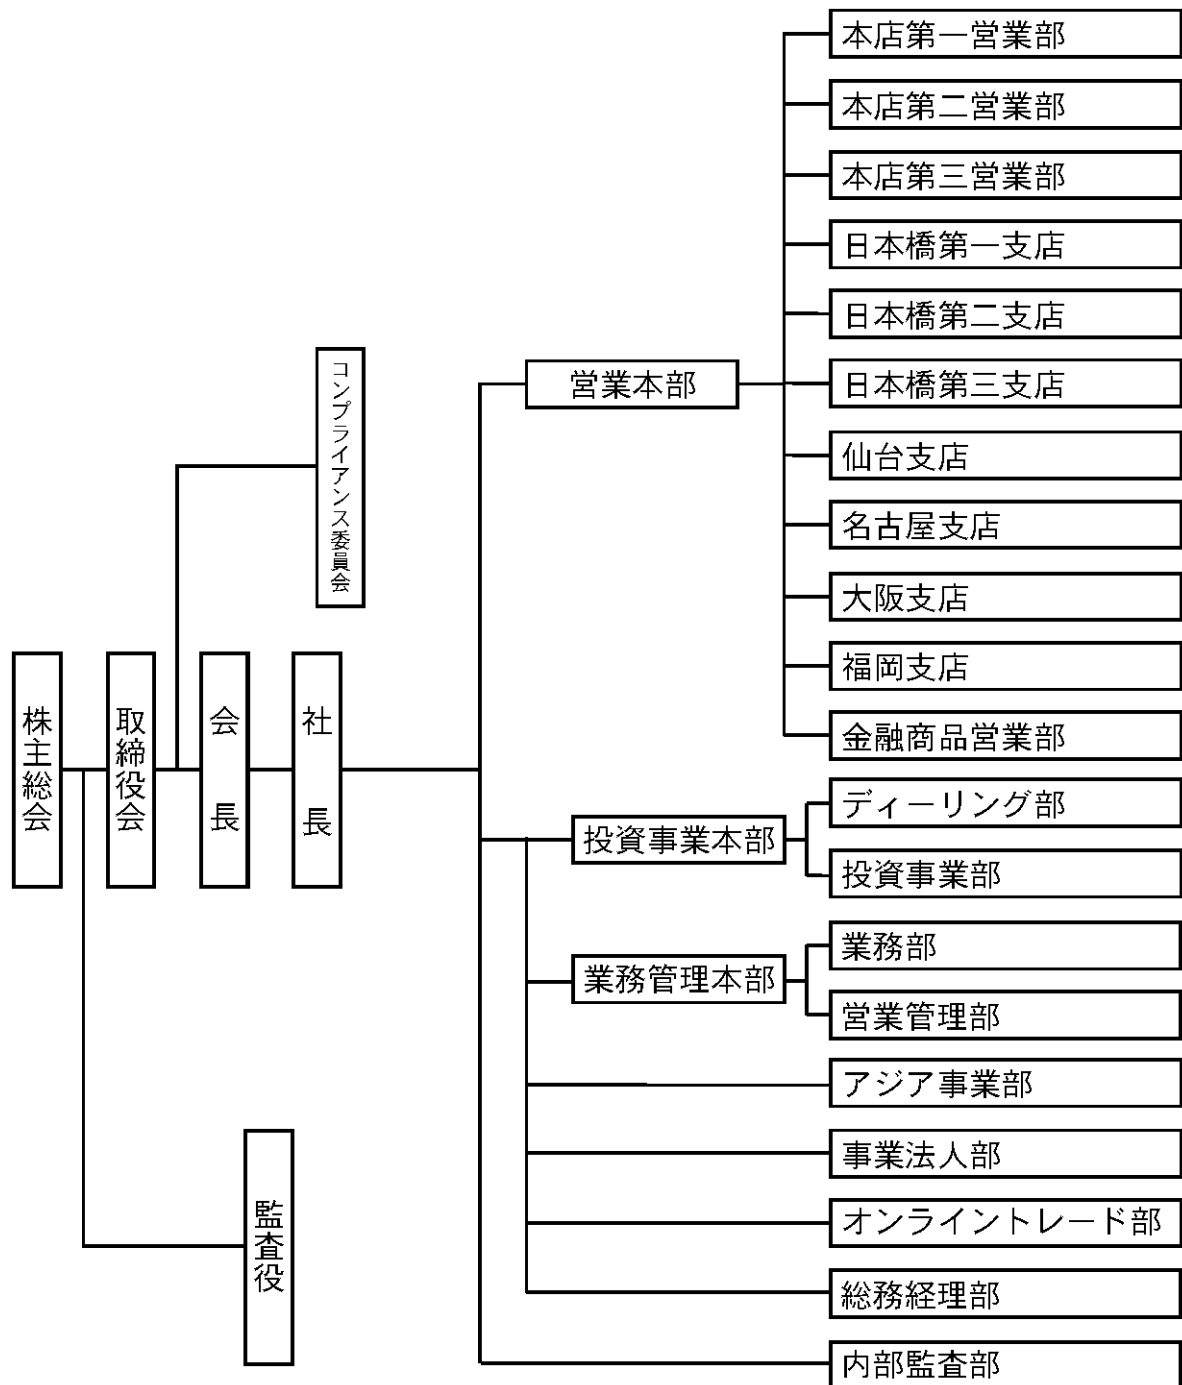 株主総会
取締役会
会長
社長
コンプライアンス委員会
監査役
営業本部
本店第一営業部
本店第二営業部
本店第三営業部
日本橋第一支店
日本橋第二支店
日本橋第三支店
仙台支店
名古屋支店
大阪支店
福岡支店
金融商品営業部
投資事業本部
ディーリング部
投資事業部
業務管理本部
業務部
営業管理部
アジア事業部
事業法人部
オンライントレード部
総務経理部
内部監査部